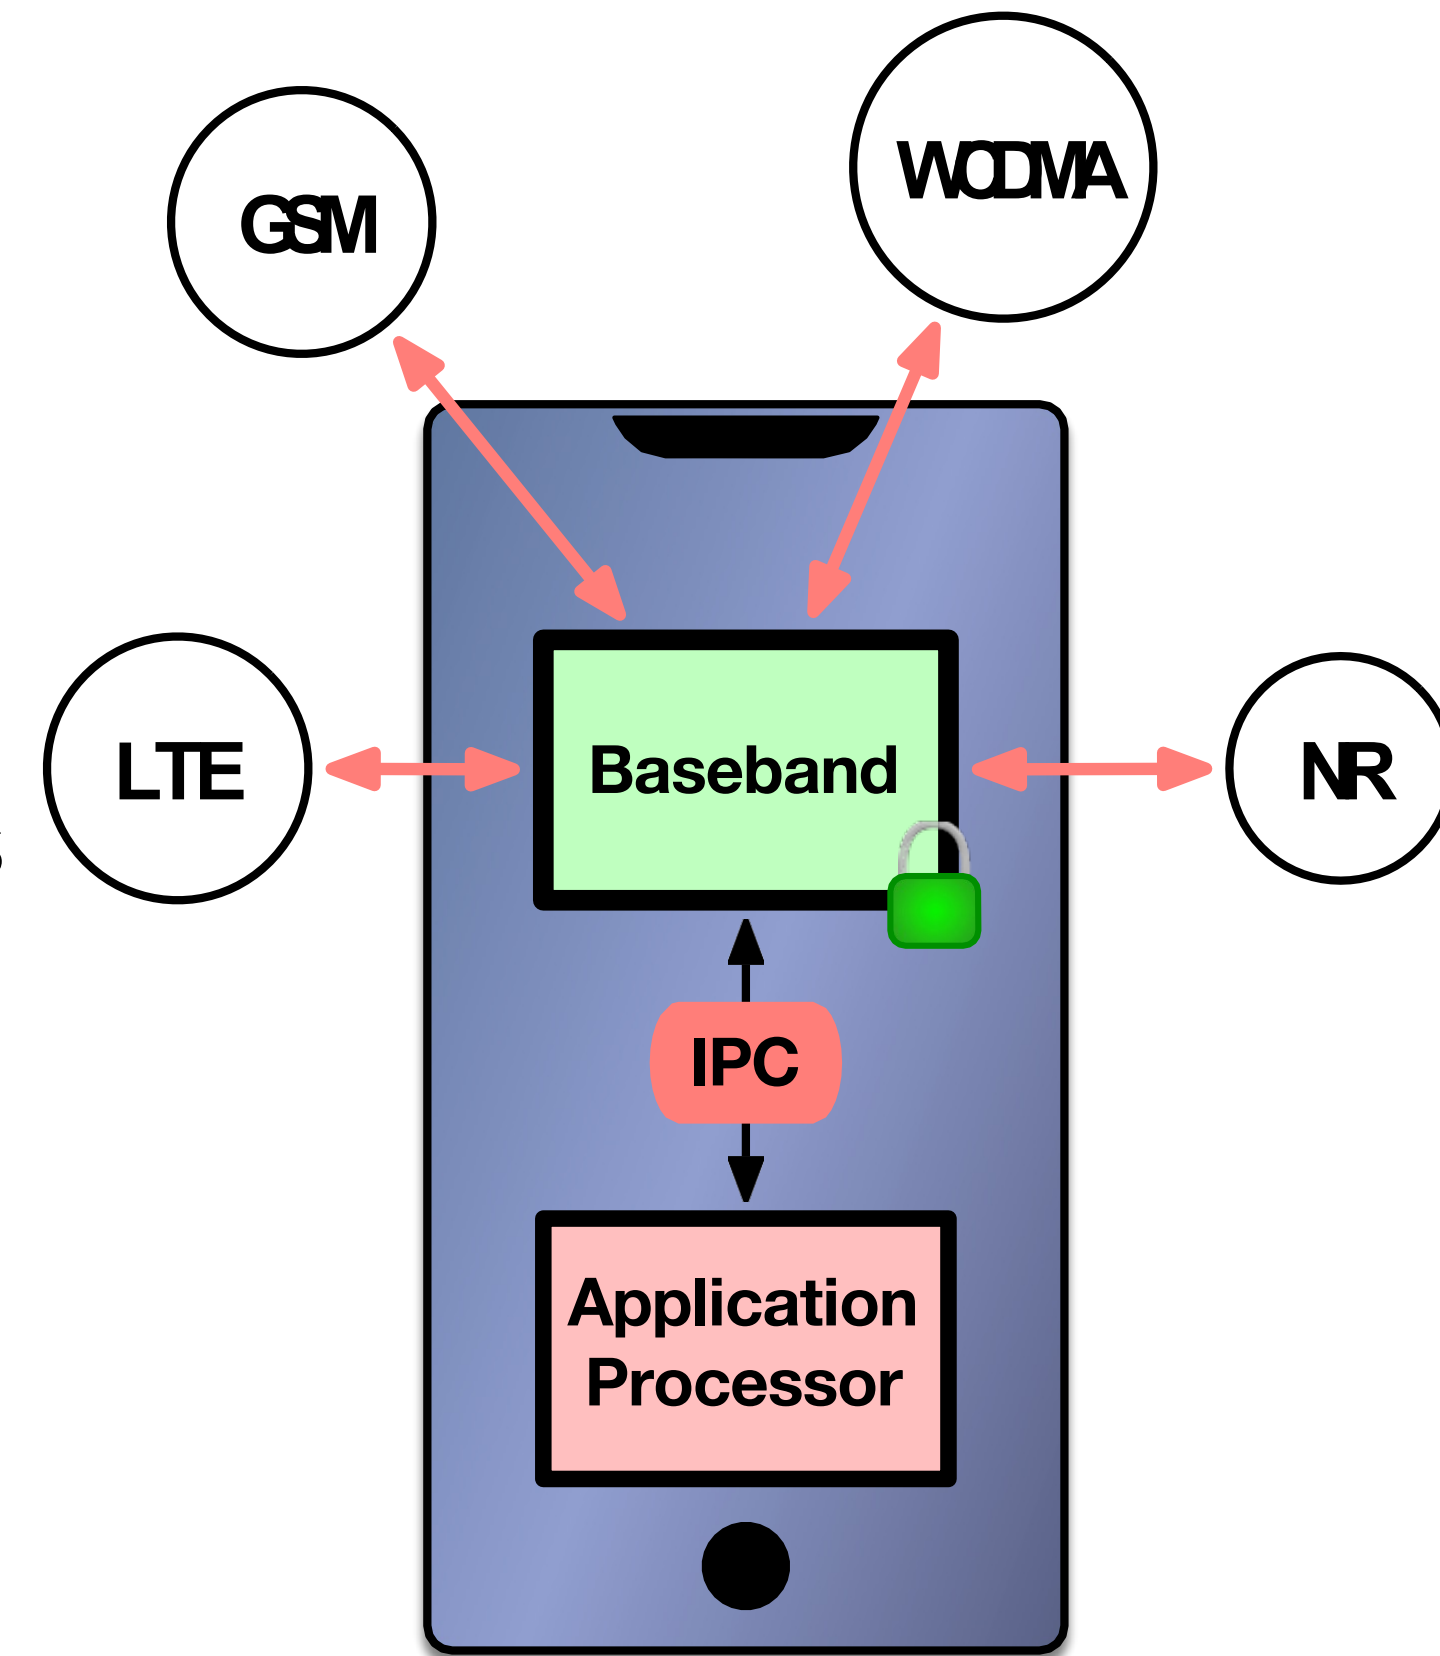 WCDMA
GSM
LTE
Baseband
NR
IPC
Application
Processor